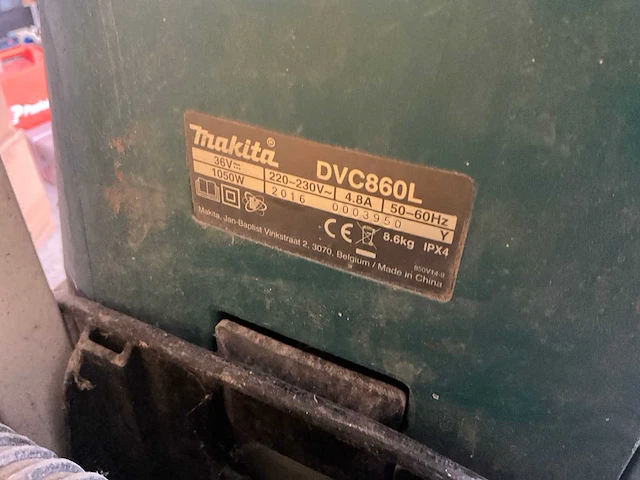 Makita®
DVC860L
36V⎓
1050W
220-230V~
4.8A
50-60Hz
2016
0003950
Y
CE
8.6kg
IPX4
Makita, Jan-Baptist Vinkstraat 2, 3070, Belgium / Made in China